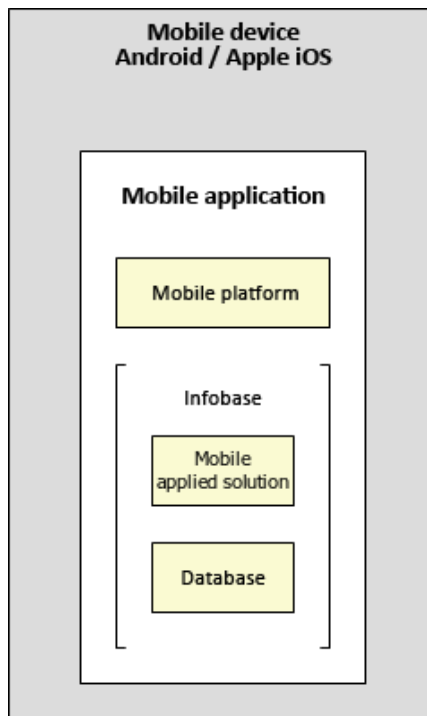 Mobile device
Android / Apple iOS
Mobile application
Mobile platform
Infobase
Mobile
applied solution
Database